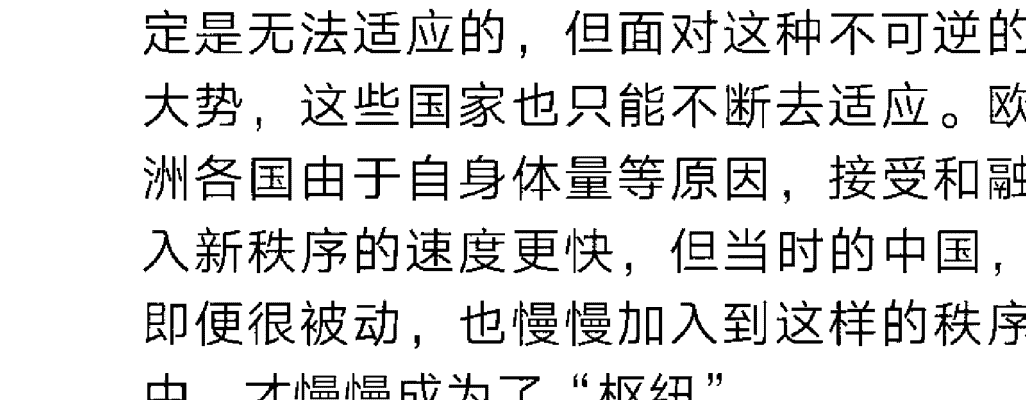 定是无法适应的，但面对这种不可逆的
大势，这些国家也只能不断去适应。欧
洲各国由于自身体量等原因，接受和融
入新秩序的速度更快，但当时的中国，
即便很被动，也慢慢加入到这样的秩序
中，才慢慢成为了“枢纽”